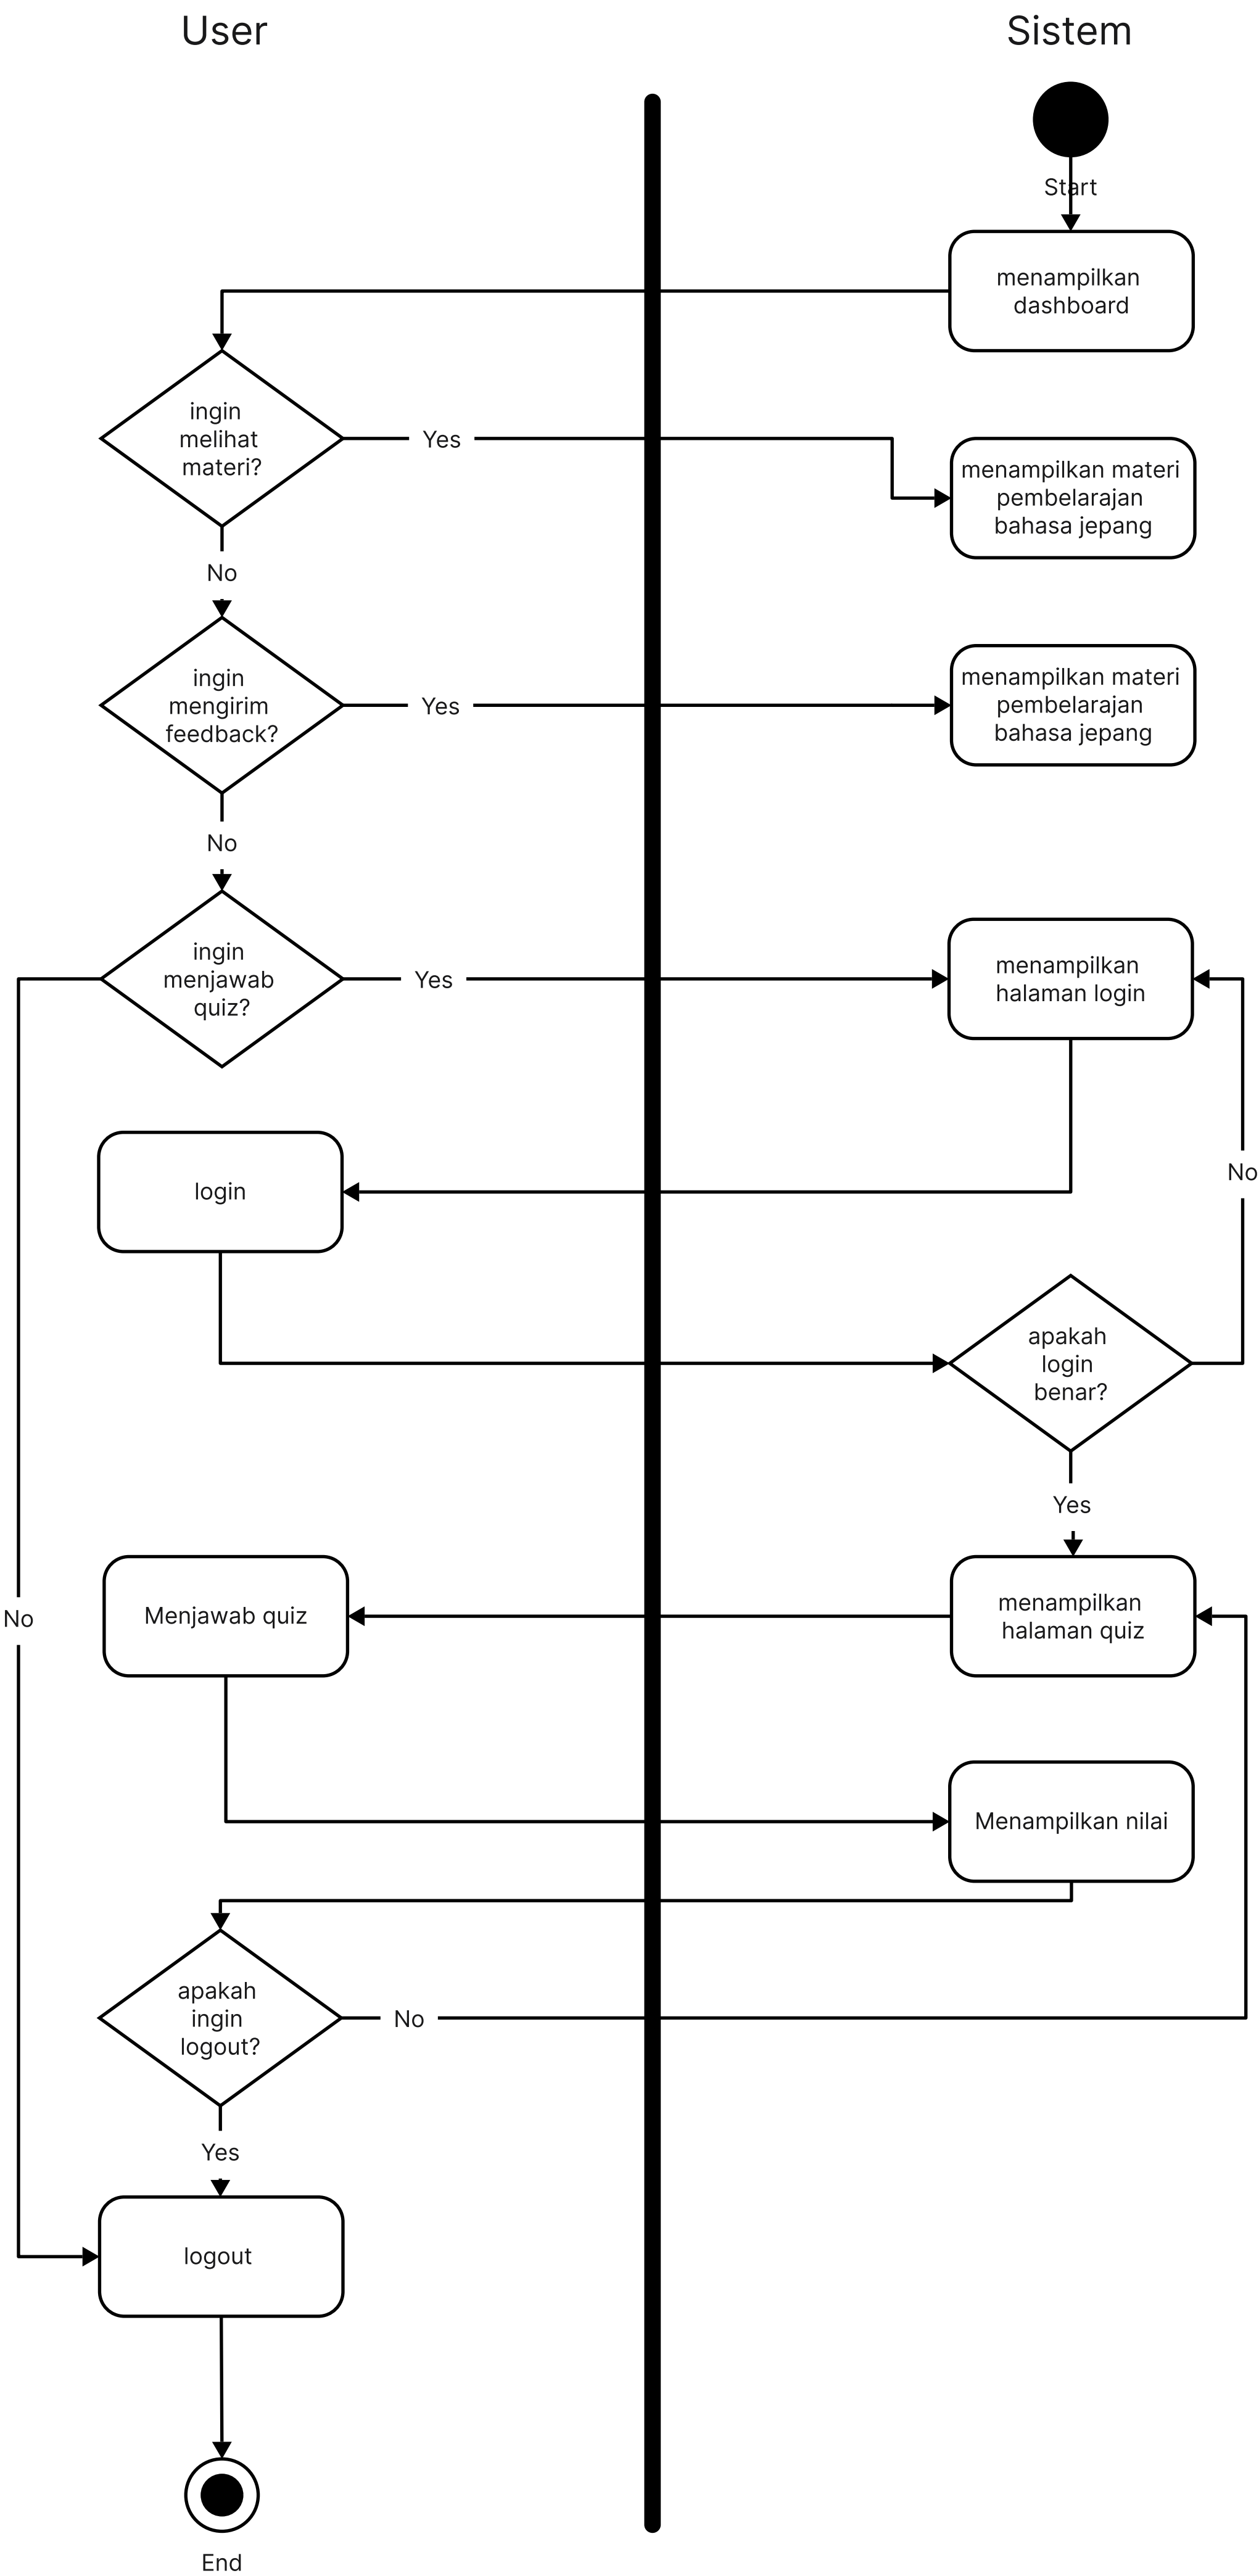 User
Sistem
Start
menampilkan
dashboard
ingin
melihat
materi?
Yes
menampilkan materi
pembelarajan
bahasa jepang
No
ingin
mengirim
feedback?
Yes
menampilkan materi
pembelarajan
bahasa jepang
No
ingin
menjawab
quiz?
Yes
menampilkan
halaman login
No
login
apakah
login
benar?
Yes
No
Menjawab quiz
menampilkan
halaman quiz
Menampilkan nilai
apakah
ingin
logout?
No
Yes
logout
End